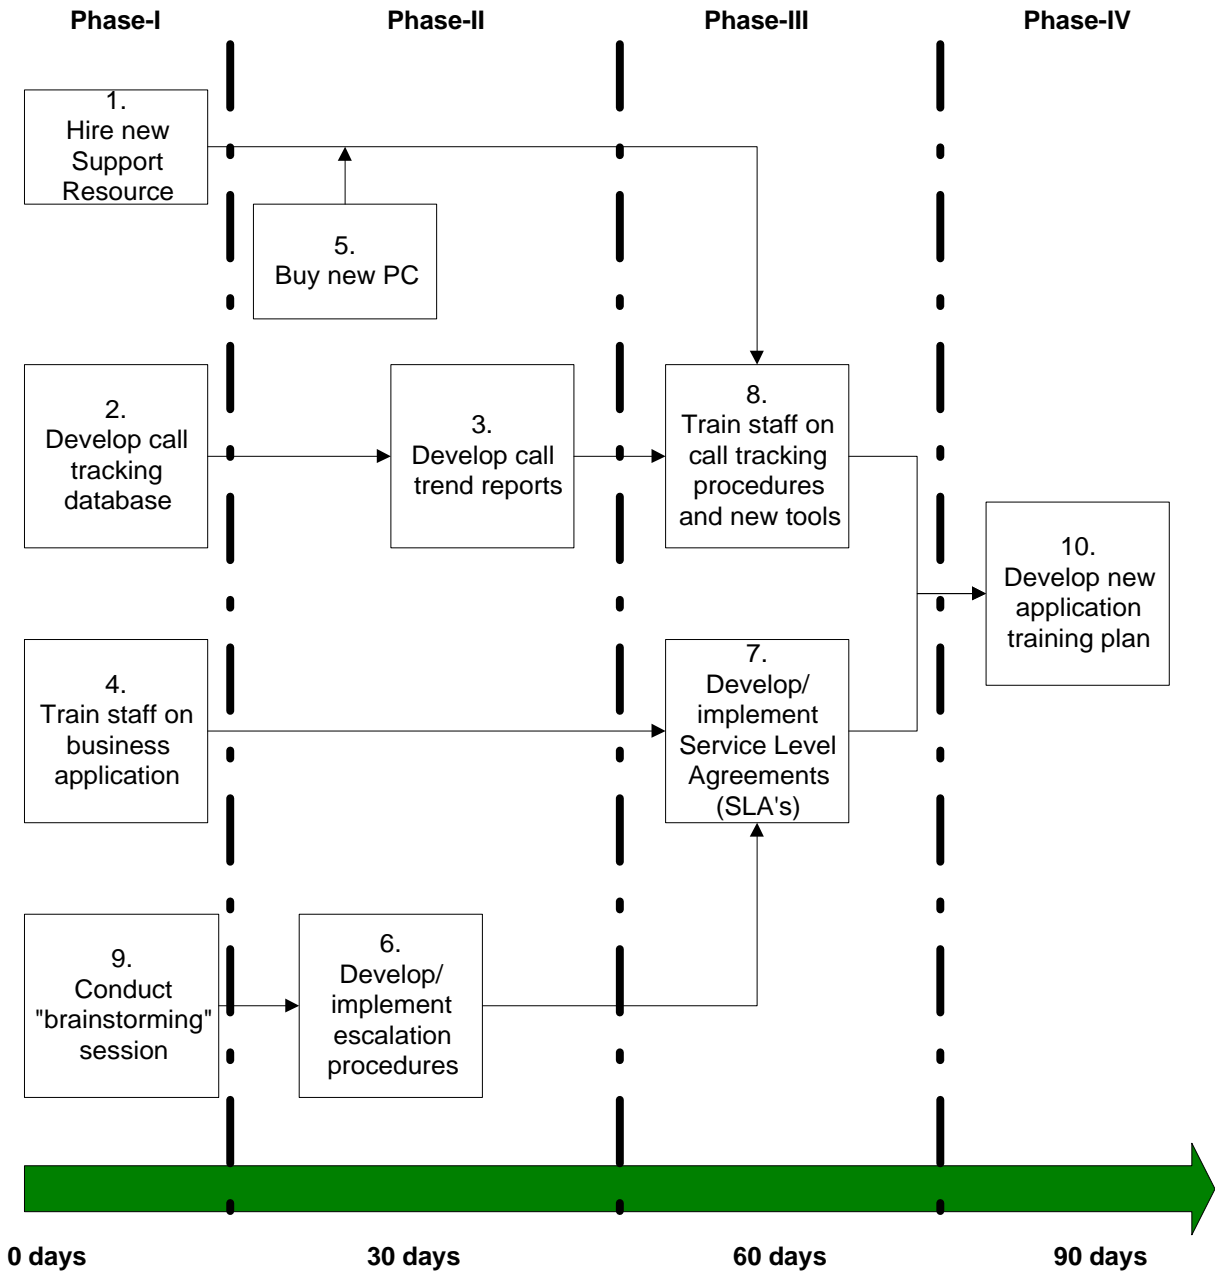 Phase-I
Phase-II
Phase-III
Phase-IV
1.
Hire new
Support
Resource
5.
Buy new PC
2.
Develop call
tracking
database
3.
Develop call
trend reports
8.
Train staff on
call tracking
procedures
and new tools
10.
Develop new
application
training plan
4.
Train staff on
business
application
7.
Develop/
implement
Service Level
Agreements
(SLA's)
9.
Conduct
"brainstorming"
session
6.
Develop/
implement
escalation
procedures
0 days
30 days
60 days
90 days